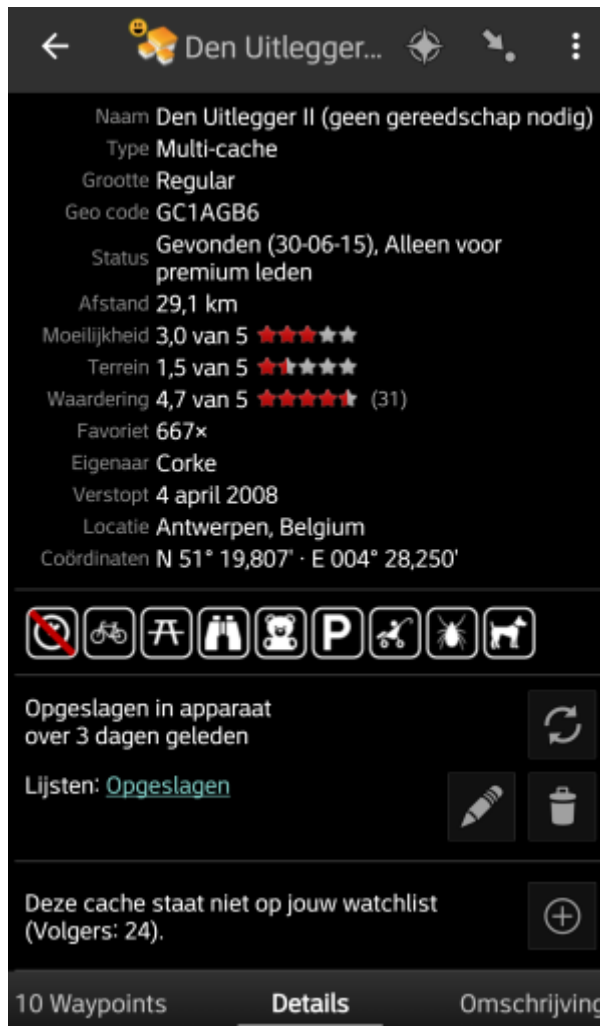 Den Uitlegger...
Naam Den Uitlegger II (geen gereedschap nodig)
Type Multi-cache
Grootte Regular
Geo code GC1AGB6
Status Gevonden (30-06-15), Alleen voor
premium leden
Afstand 29,1 km
Moeilijkheid 3,0 van 5
Terrein 1,5 van 5
Waardering 4,7 van 5 (31)
Favoriet 667×
Eigenaar Corke
Verstopt 4 april 2008
Locatie Antwerpen, Belgium
Coördinaten N 51° 19,807' · E 004° 28,250'
P
Opgeslagen in apparaat
over 3 dagen geleden
Lijsten: Opgeslagen
Deze cache staat niet op jouw watchlist
(Volgers: 24).
10 Waypoints Details Omschrijving